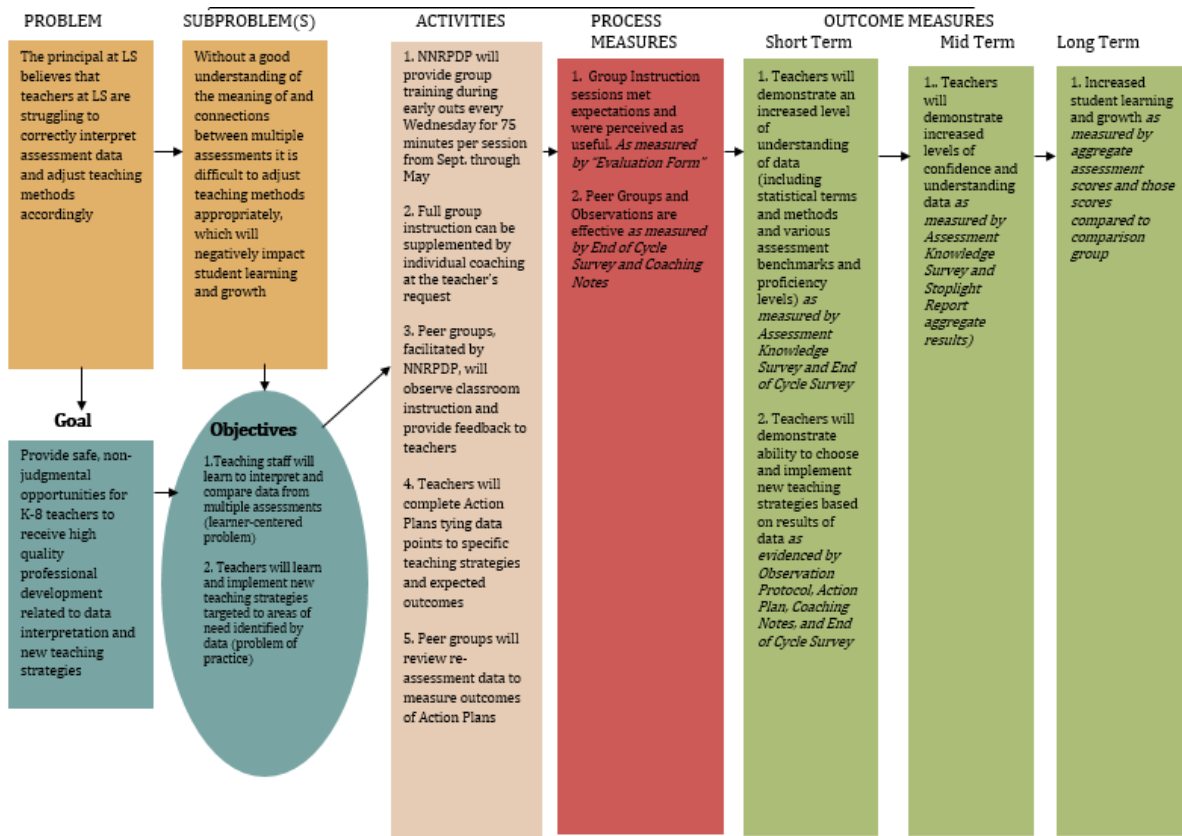 PROBLEM
The principal at LS
believes that
teachers at LS are
struggling to
correctly interpret
assessment data
and adjust teaching
methods
accordingly
Goal
Provide safe, non-
judgmental
opportunities for
K-8 teachers to
receive high
quality
professional
development
related to data
interpretation and
new teaching
strategies
SUBPROBLEM(S)
Without a good
understanding of
the meaning of and
connections
between multiple
assessments it is
difficult to adjust
teaching methods
appropriately,
which will
negatively impact
student learning
and growth
Objectives
1.Teaching staff will
learn to interpret and
compare data from
multiple assessments
(learner-centered
problem)
2. Teachers will learn
and implement new
teaching strategies
targeted to areas of
need identified by
data (problem of
practice)
ACTIVITIES
1. NNRPDP will
provide group
training during
early outs every
Wednesday for 75
minutes per session
from Sept. through
May
2. Full group
instruction can be
supplemented by
individual coaching
at the teacher's
request
3. Peer groups,
facilitated by
NNRPDP, will
observe classroom
instruction and
provide feedback to
teachers
4. Teachers will
complete Action
Plans tying data
points to specific
teaching strategies
and expected
outcomes
5. Peer groups will
review re-
assessment data to
measure outcomes
of Action Plans
PROCESS
MEASURES
1. Group Instruction
sessions met
expectations and
were perceived as
useful. As measured
by "Evaluation Form"
2. Peer Groups and
Observations are
effective as measured
by End of Cycle
Survey and Coaching
Notes
OUTCOME MEASURES
Short Term
1. Teachers will
demonstrate an
increased level
of
understanding
of data
(including
statistical terms
and methods
and various
assessment
benchmarks and
proficiency
levels) as
measured by
Assessment
Knowledge
Survey and End
of Cycle Survey
2. Teachers will
demonstrate
ability to choose
and implement
new teaching
strategies based
on results of
data as
evidenced by
Observation
Protocol, Action
Plan, Coaching
Notes, and End
of Cycle Survey
Mid Term
1.. Teachers
will
demonstrate
increased
levels of
confidence and
understanding
data as
measured by
Assessment
Knowledge
Survey and
Stoplight
Report
aggregate
results)
Long Term
1. Increased
student learning
and growth as
measured by
aggregate
assessment
scores and those
scores
compared to
comparison
group